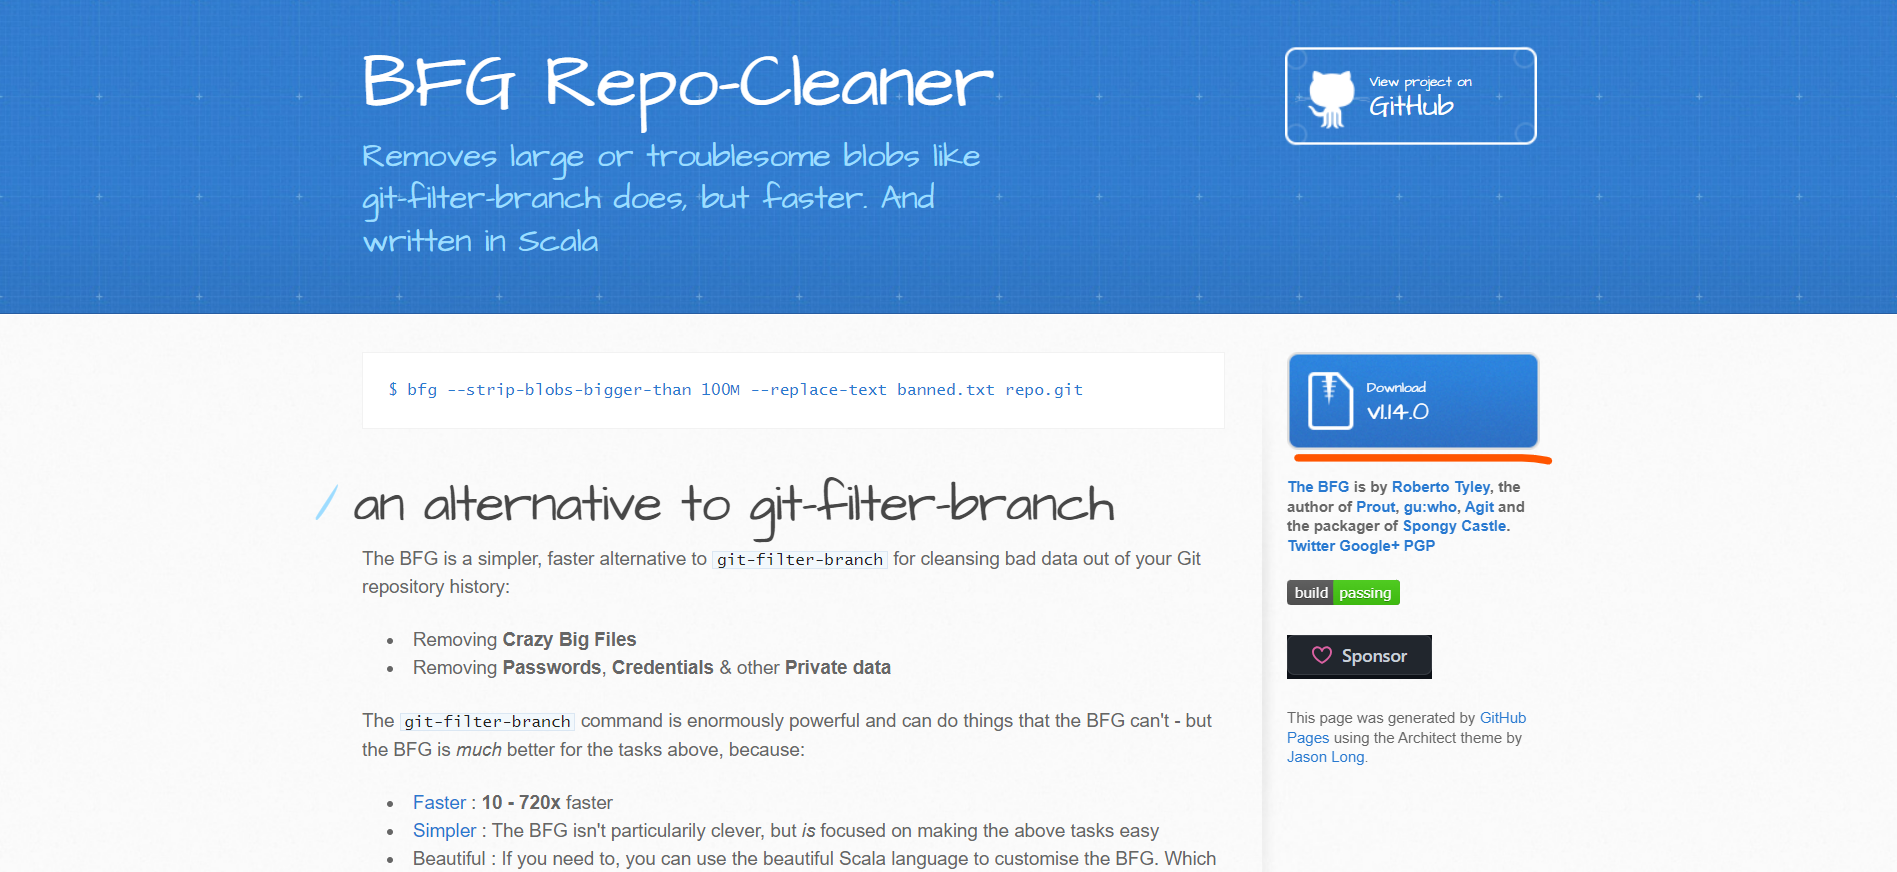 BFG Repo-Cleaner
View project on
GitHub
Removes large or troublesome blobs like
git-filter-branch does, but faster. And
written in Scala
$ bfg --strip-blobs-bigger-than 100M --replace-text banned.txt repo.git
Download
v1.14.0
an alternative to git-filter-branch
The BFG is a simpler, faster alternative to git-filter-branch for cleansing bad data out of your Git
repository history:
• Removing Crazy Big Files
• Removing Passwords, Credentials & other Private data
The git-filter-branch command is enormously powerful and can do things that the BFG can't - but
the BFG is much better for the tasks above, because:
• Faster : 10 - 720x faster
• Simpler : The BFG isn't particularily clever, but is focused on making the above tasks easy
• Beautiful : If you need to, you can use the beautiful Scala language to customise the BFG. Which
The BFG is by Roberto Tyley, the
author of Prout, gu:who, Agit and
the packager of Spongy Castle.
Twitter Google+ PGP
build passing
Sponsor
This page was generated by GitHub
Pages using the Architect theme by
Jason Long.